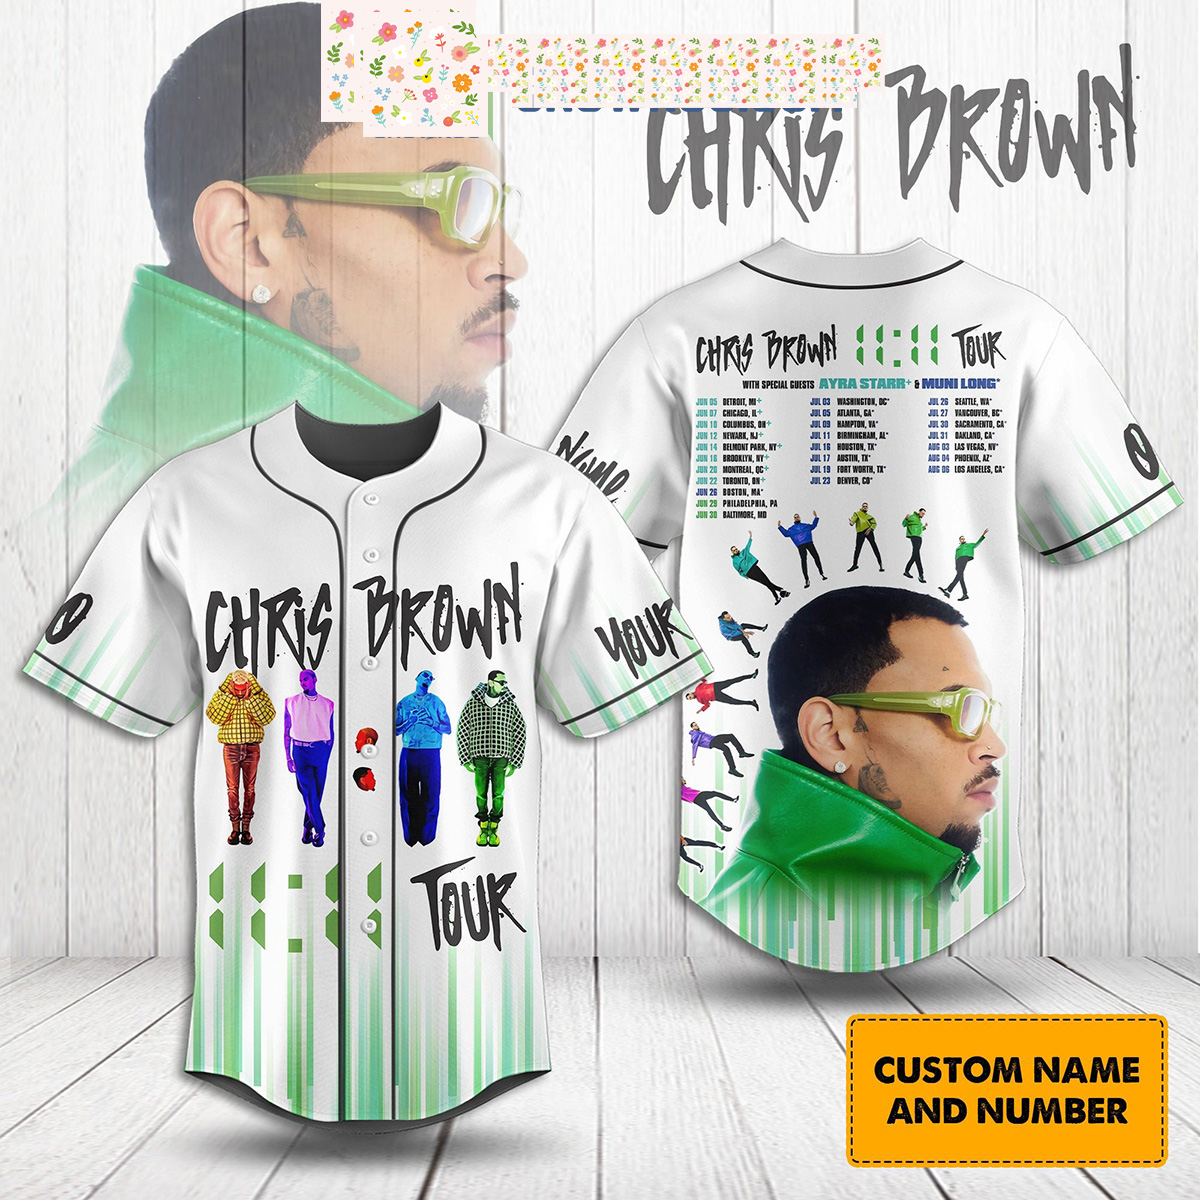 CHRIS BROWN
CHRIS BROWN 11:11 TOUR
WITH SPECIAL GUESTS AYRA STARR+ & MUNI LONG*
JUN 05 DETROIT, MI+
JUN 07 CHICAGO, IL+
JUN 10 COLUMBUS, OH+
JUN 12 NEWARK, NJ+
JUN 14 BELMONT PARK, NY+
JUN 16 BROOKLYN, NY+
JUN 20 MONTREAL, QC+
JUN 22 TORONTO, ON+
JUN 26 BOSTON, MA*
JUN 29 PHILADELPHIA, PA
JUN 30 BALTIMORE, MD
JUL 03 WASHINGTON, DC*
JUL 05 ATLANTA, GA*
JUL 09 HAMPTON, VA*
JUL 11 BIRMINGHAM, AL*
JUL 16 HOUSTON, TX*
JUL 17 AUSTIN, TX*
JUL 19 FORT WORTH, TX*
JUL 23 DENVER, CO*
JUL 26 SEATTLE, WA*
JUL 27 VANCOUVER, BC*
JUL 30 SACRAMENTO, CA*
JUL 31 OAKLAND, CA*
AUG 03 LAS VEGAS, NV*
AUG 04 PHOENIX, AZ*
AUG 06 LOS ANGELES, CA*
Name
0
CHRIS BROWN
0
YOUR
11:11 TOUR
CUSTOM NAME
AND NUMBER